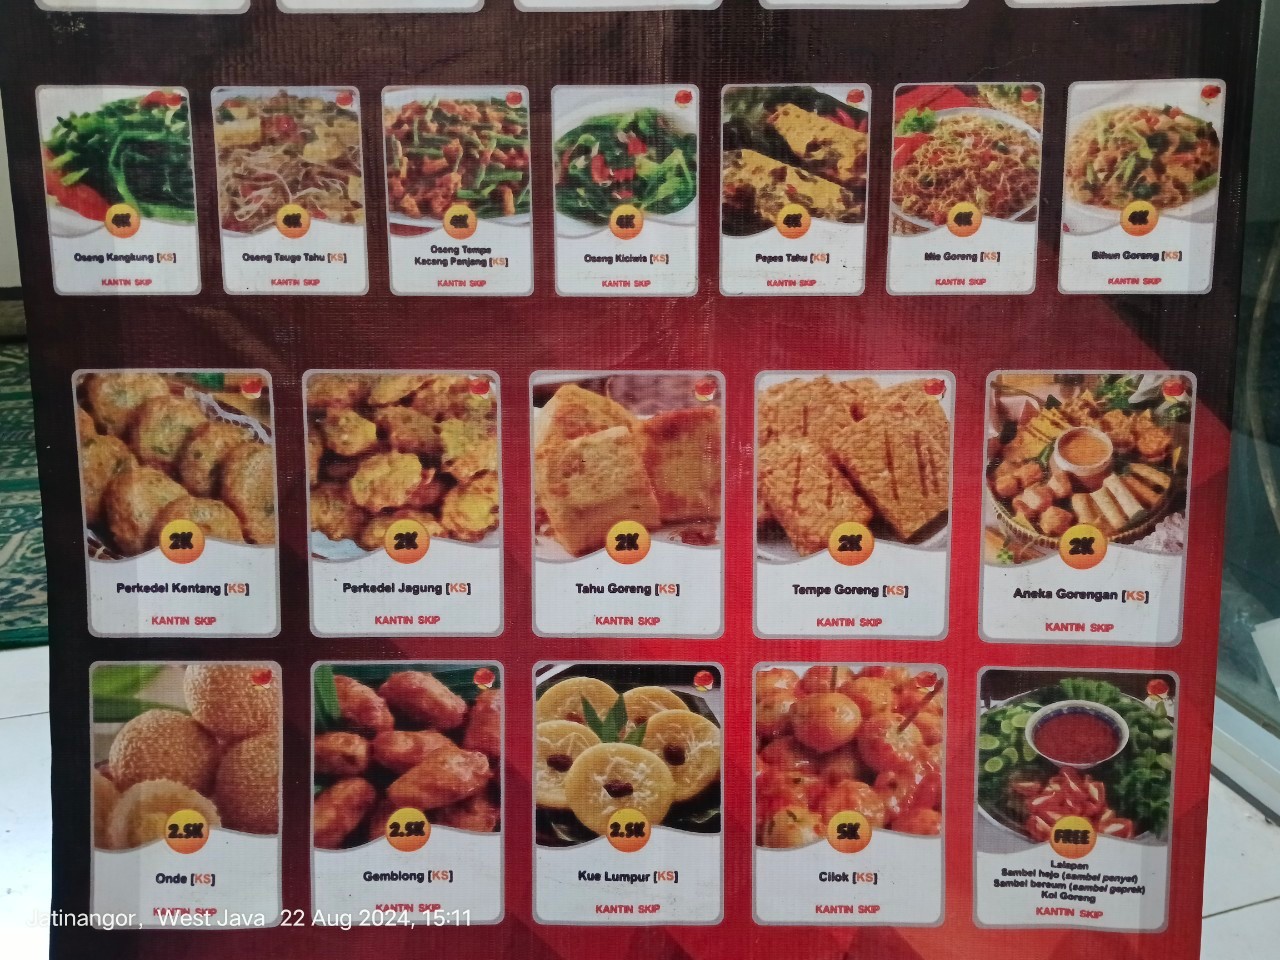 4K
Oseng Kangkung [KS]
KANTIN SKIP
4K
Oseng Tauge Tahu [KS]
KANTIN SKIP
4K
Oseng Tempe
Kacang Panjang [KS]
KANTIN SKIP
4K
Oseng Kiciwis [KS]
KANTIN SKIP
4K
Pepes Tahu [KS]
KANTIN SKIP
4K
Mie Goreng [KS]
KANTIN SKIP
4K
Bihun Goreng [KS]
KANTIN SKIP
2K
Perkedel Kentang [KS]
KANTIN SKIP
2K
Perkedel Jagung [KS]
KANTIN SKIP
2K
Tahu Goreng [KS]
KANTIN SKIP
2K
Tempe Goreng [KS]
KANTIN SKIP
2K
Aneka Gorengan [KS]
KANTIN SKIP
2.5K
Onde [KS]
KANTIN SKIP
2.5K
Gemblong [KS]
KANTIN SKIP
2.5K
Kue Lumpur [KS]
KANTIN SKIP
5K
Cilok [KS]
KANTIN SKIP
FREE
Lalapan
Sambel hejo (sambel penyet)
Sambel bereum (sambel geprek)
Kol Goreng
KANTIN SKIP
Jatinangor, West Java 22 Aug 2024, 15:11